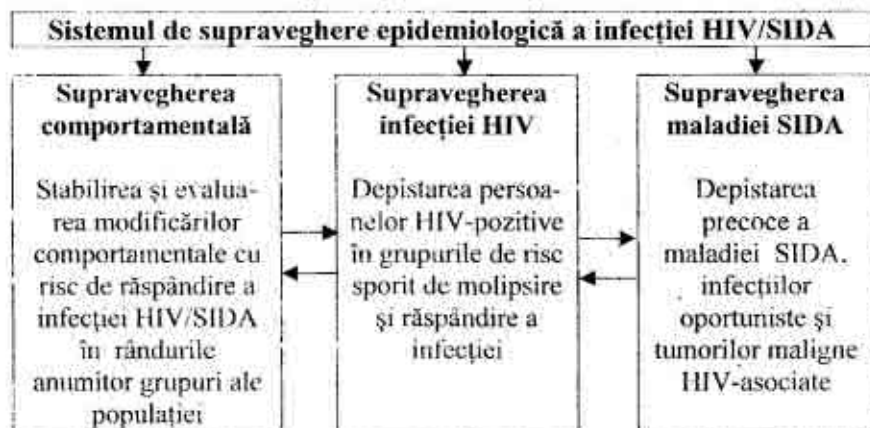 Sistemul de supraveghere epidemiologică a infecției HIV/SIDA
Supravegherea
comportamentală
Stabilirea și evalua-
rea modificărilor
comportamentale cu
risc de răspândire a
infecției HIV/SIDA
în rândurile
anumitor grupuri ale
populației
Supravegherea
infecției HIV
Depistarea persoa-
nelor HIV-pozitive
în grupurile de risc
sporit de molipsire
și răspândire a
infecției
Supravegherea
maladiei SIDA
Depistarea
precoce a
maladiei SIDA,
infecțiilor
oportuniste și
tumorilor maligne
HIV-asociate